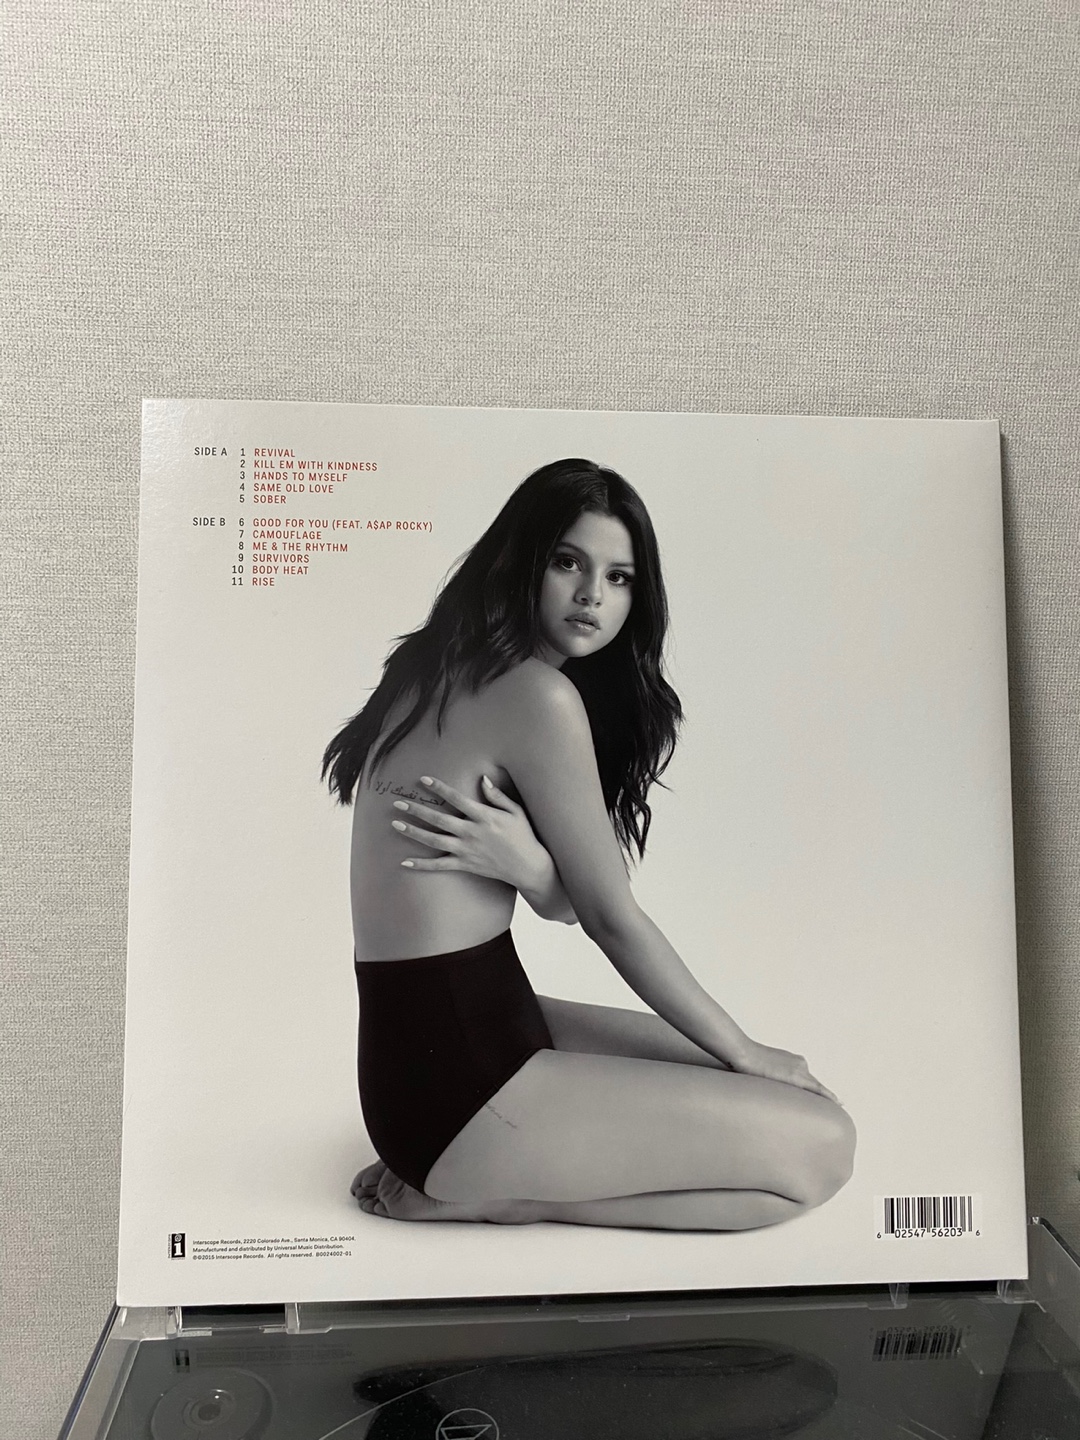 SIDE A 1 REVIVAL
2 KILL EM WITH KINDNESS
3 HANDS TO MYSELF
4 SAME OLD LOVE
5 SOBER
SIDE B 6 GOOD FOR YOU (FEAT. A$AP ROCKY)
7 CAMOUFLAGE
8 ME & THE RHYTHM
9 SURVIVORS
10 BODY HEAT
11 RISE
أحب نفسك أولا
i
Interscope Records, 2220 Colorado Ave., Santa Monica, CA 90404.
Manufactured and distributed by Universal Music Distribution.
℗©2015 Interscope Records. All rights reserved. B0024002-01
6 02547 56203 6